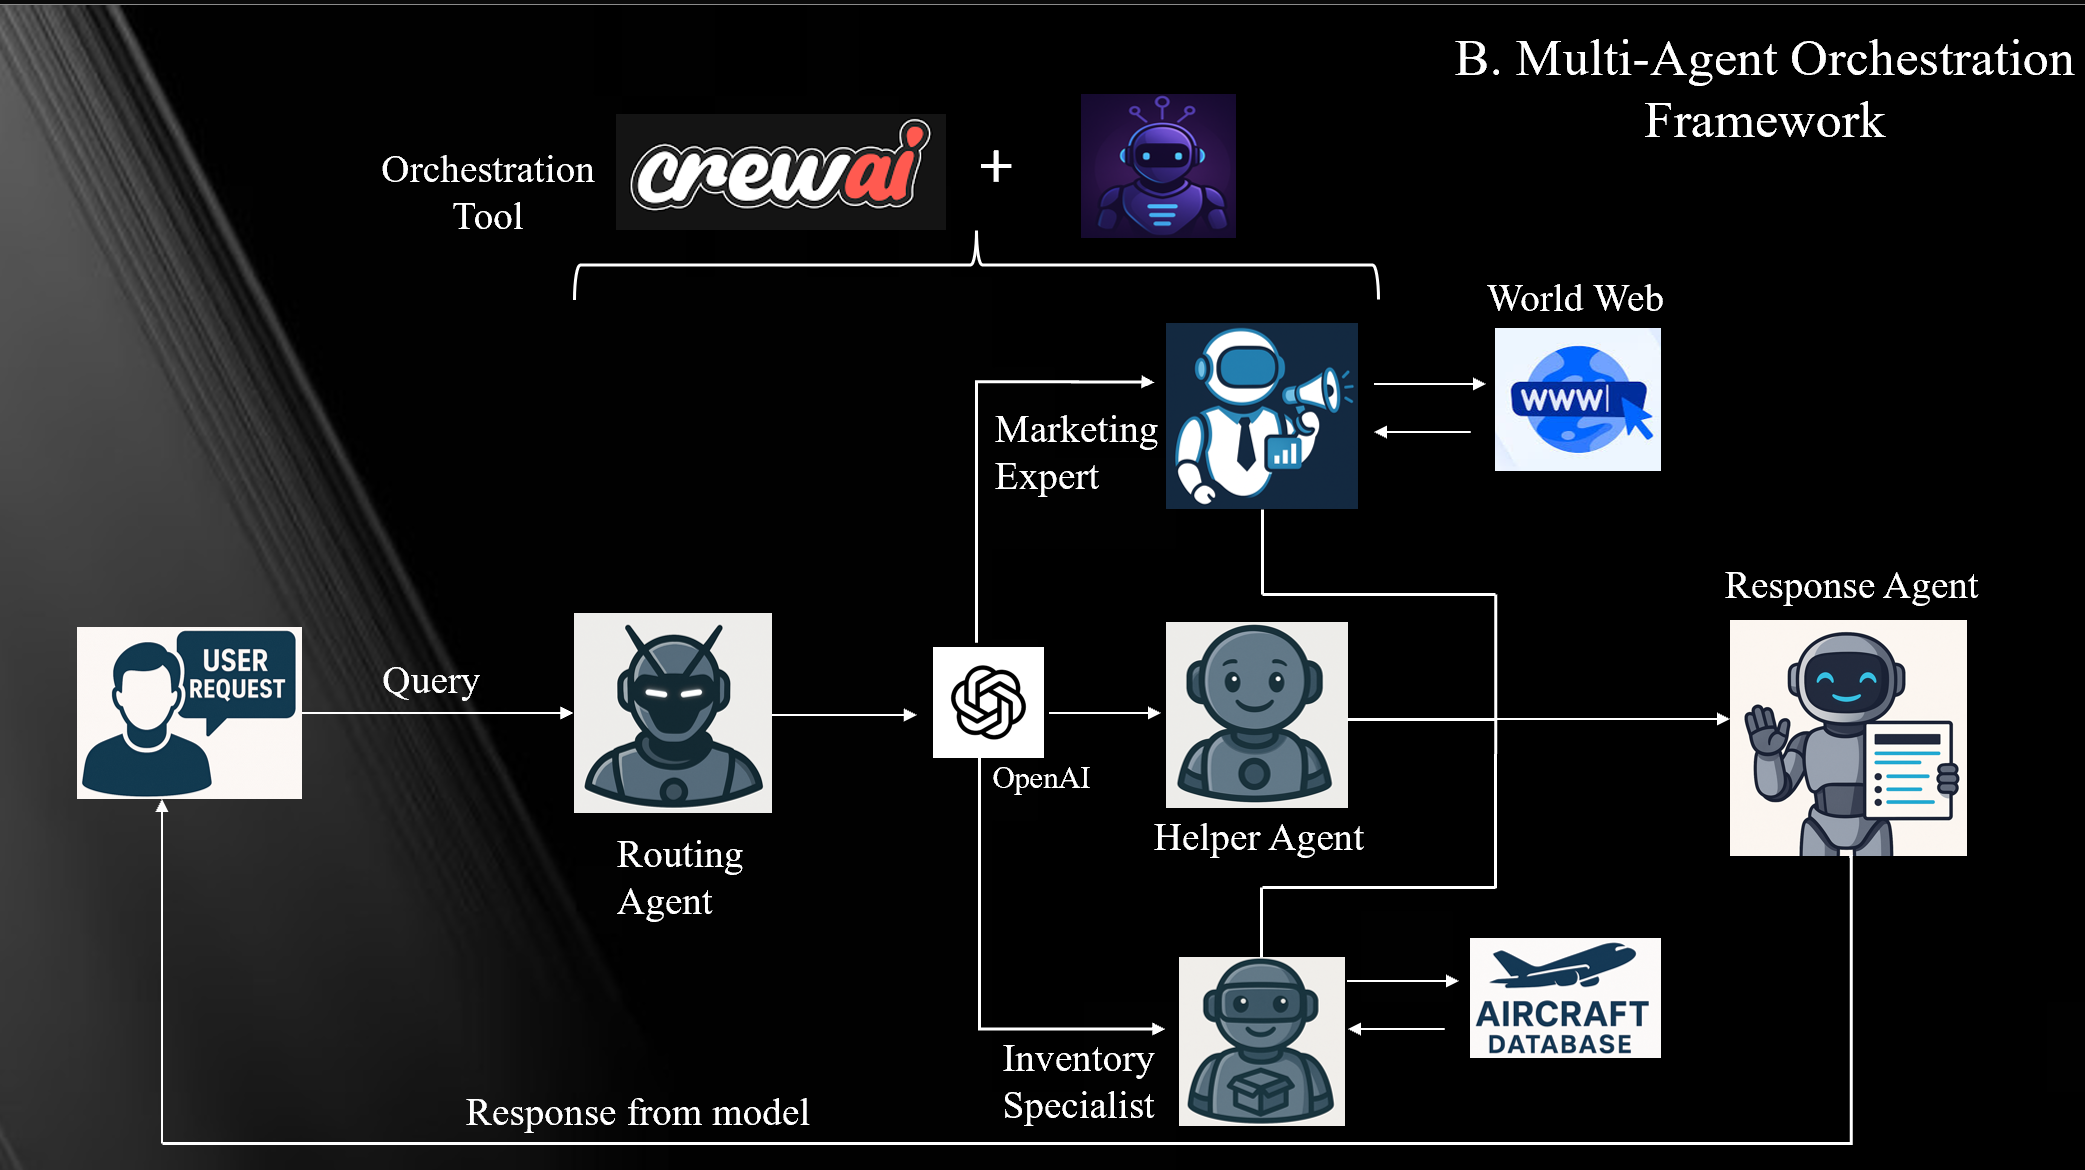 B. Multi-Agent Orchestration
Framework
Orchestration
Tool
crewai
+
World Web
www
Marketing
Expert
Response Agent
USER
REQUEST
Query
OpenAI
Helper Agent
Routing
Agent
AIRCRAFT
DATABASE
Inventory
Specialist
Response from model